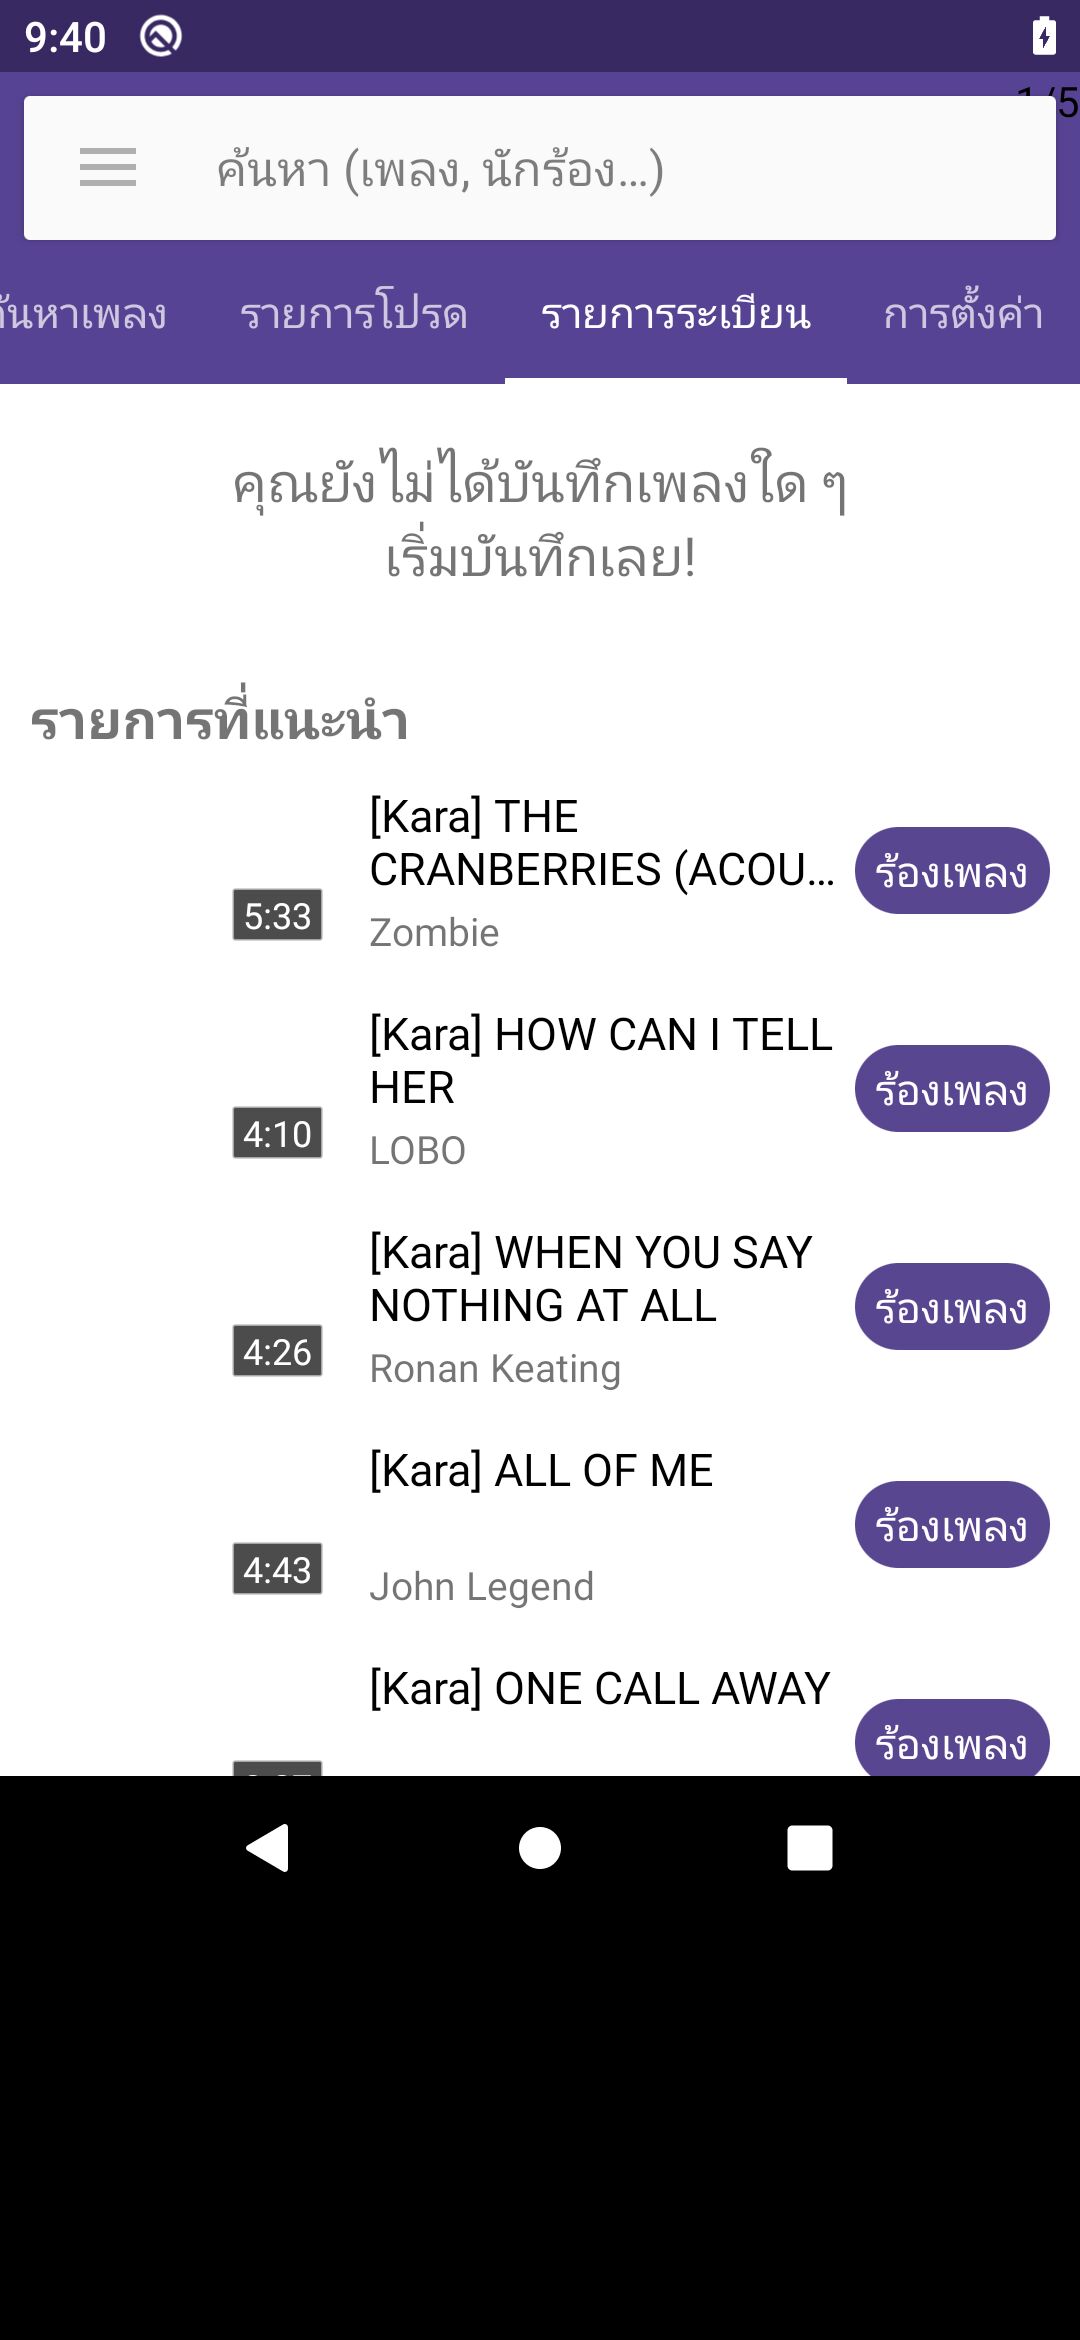 9:40
1/5
ค้นหา (เพลง, นักร้อง...)
ค้นหาเพลง
รายการโปรด
รายการระเบียน
การตั้งค่า
คุณยังไม่ได้บันทึกเพลงใด ๆ
เริ่มบันทึกเลย!
รายการที่แนะนำ
[Kara] THE
CRANBERRIES (ACOU...
Zombie
5:33
ร้องเพลง
[Kara] HOW CAN I TELL
HER
LOBO
4:10
ร้องเพลง
[Kara] WHEN YOU SAY
NOTHING AT ALL
Ronan Keating
4:26
ร้องเพลง
[Kara] ALL OF ME
John Legend
4:43
ร้องเพลง
[Kara] ONE CALL AWAY
ร้องเพลง